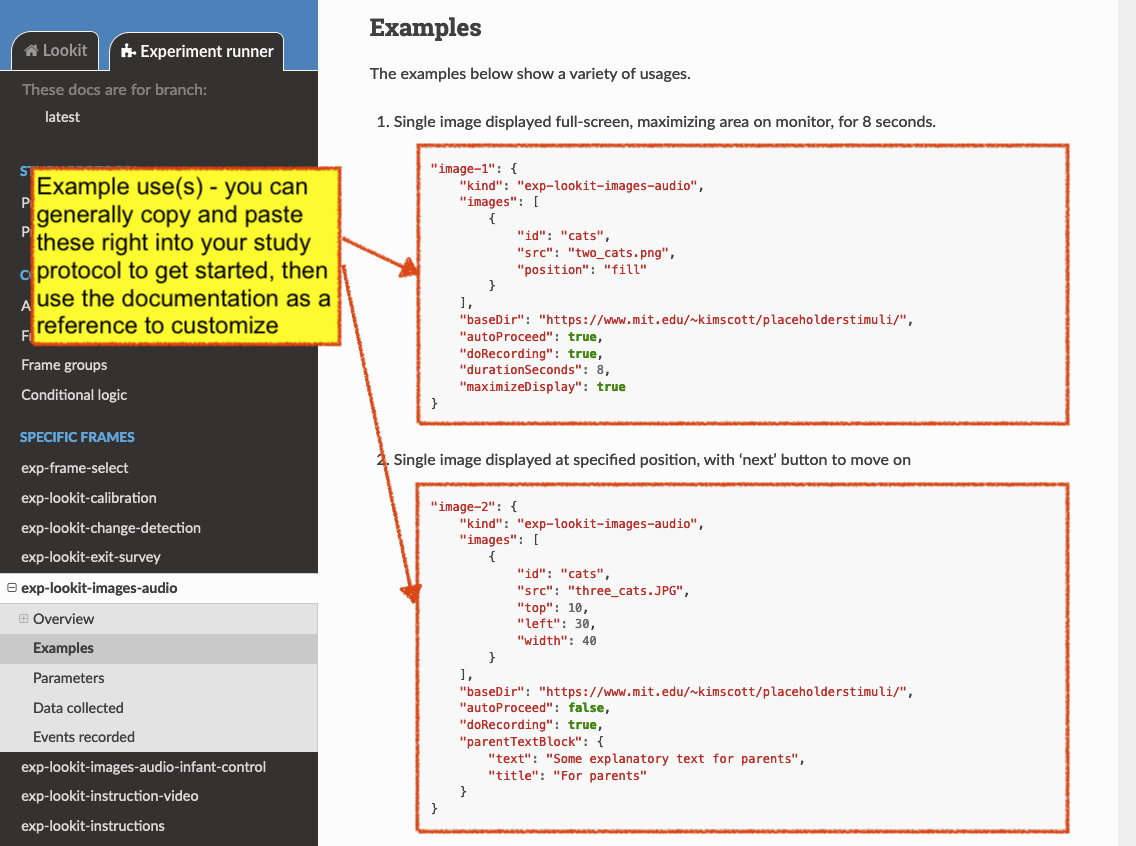 Lookit
Experiment runner
These docs are for branch:
latest
Example use(s) - you can
generally copy and paste
these right into your study
protocol to get started, then
use the documentation as a
reference to customize
Frame groups
Conditional logic
SPECIFIC FRAMES
exp-frame-select
exp-lookit-calibration
exp-lookit-change-detection
exp-lookit-exit-survey
exp-lookit-images-audio
Overview
Examples
Parameters
Data collected
Events recorded
exp-lookit-images-audio-infant-control
exp-lookit-instruction-video
exp-lookit-instructions
Examples
The examples below show a variety of usages.
1. Single image displayed full-screen, maximizing area on monitor, for 8 seconds.
"image-1": {
"kind": "exp-lookit-images-audio",
"images": [
{
"id": "cats",
"src": "two_cats.png",
"position": "fill"
}
],
"baseDir": "https://www.mit.edu/~kimscott/placeholderstimuli/",
"autoProceed": true,
"doRecording": true,
"durationSeconds": 8,
"maximizeDisplay": true
}
2. Single image displayed at specified position, with ‘next’ button to move on
"image-2": {
"kind": "exp-lookit-images-audio",
"images": [
{
"id": "cats",
"src": "three_cats.JPG",
"top": 10,
"left": 30,
"width": 40
}
],
"baseDir": "https://www.mit.edu/~kimscott/placeholderstimuli/",
"autoProceed": false,
"doRecording": true,
"parentTextBlock": {
"text": "Some explanatory text for parents",
"title": "For parents"
}
}